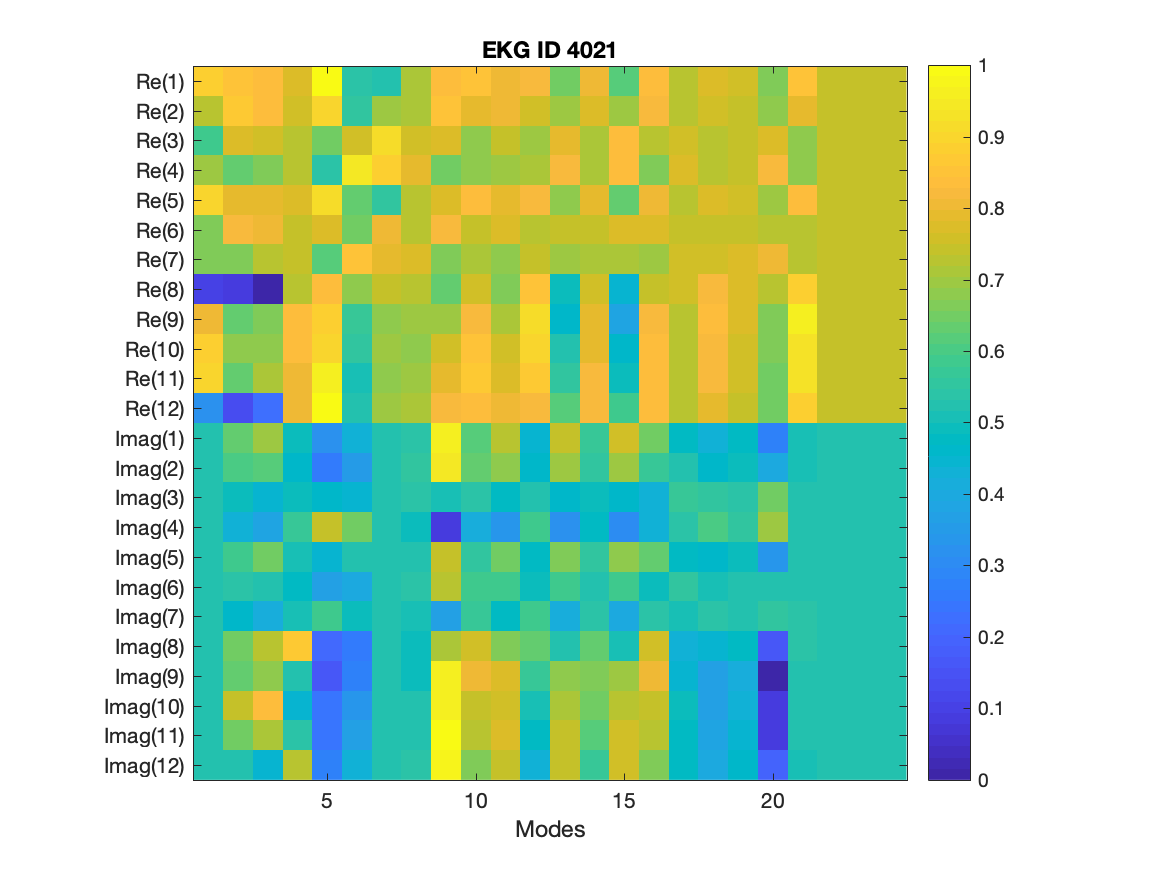 EKG ID 4021
Re(1)
Re(2)
Re(3)
Re(4)
Re(5)
Re(6)
Re(7)
Re(8)
Re(9)
Re(10)
Re(11)
Re(12)
Imag(1)
Imag(2)
Imag(3)
Imag(4)
Imag(5)
Imag(6)
Imag(7)
Imag(8)
Imag(9)
Imag(10)
Imag(11)
Imag(12)
5 10 15 20
Modes
1
0.9
0.8
0.7
0.6
0.5
0.4
0.3
0.2
0.1
0